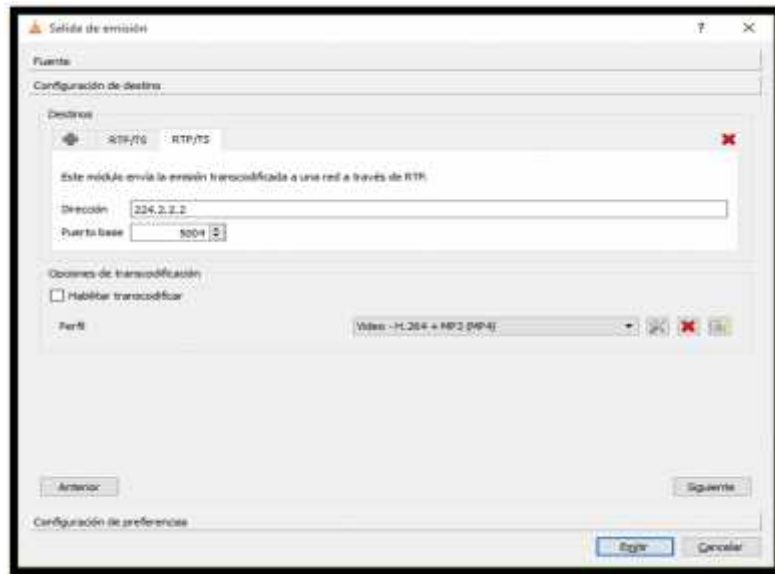 Salida de emisión ? ×
Fuente
Configuración de destino
Destinos
RTP/TS RTP/TS
Este módulo envía la emisión transcodificada a una red a través de RTP.
Dirección 224.2.2.2
Puerto base 5004
Opciones de transcodificación
Habilitar transcodificar
Perfil Video - H.264 + MP3 (MP4)
Anterior Siguiente
Configuración de preferencias
Emitir Cancelar